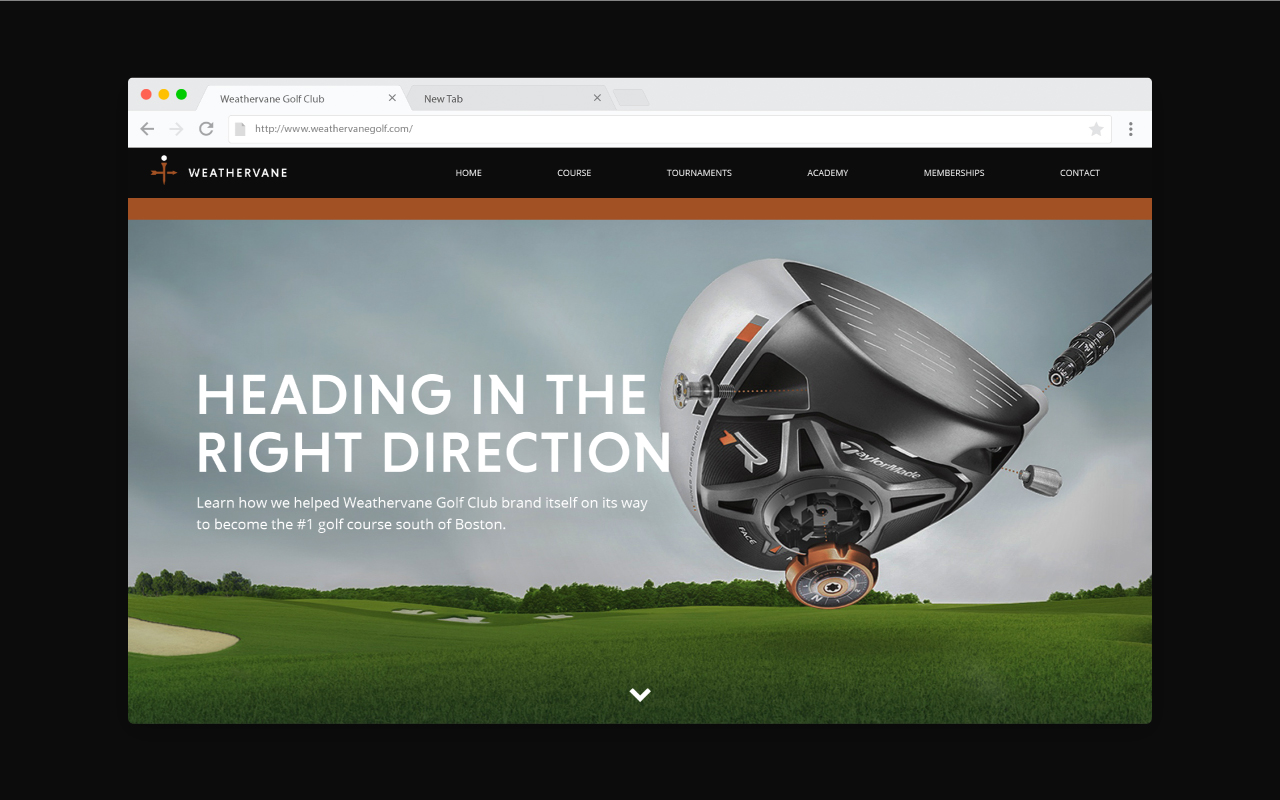 Weathervane Golf Club
New Tab
http://www.weathervanegolf.com/
WEATHERVANE
HOME
COURSE
TOURNAMENTS
ACADEMY
MEMBERSHIPS
CONTACT
HEADING IN THE
RIGHT DIRECTION
Learn how we helped Weathervane Golf Club brand itself on its way
to become the #1 golf course south of Boston.
R
TaylorMade
FACE
N